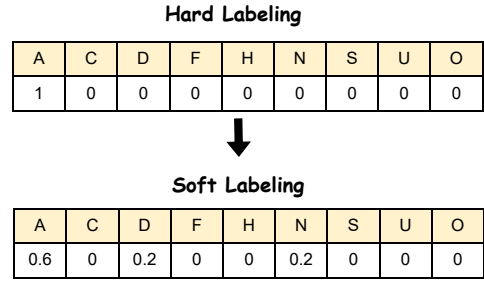 Hard Labeling
A C D F H N S U O
1 0 0 0 0 0 0 0 0
Soft Labeling
A C D F H N S U O
0.6 0 0.2 0 0 0.2 0 0 0